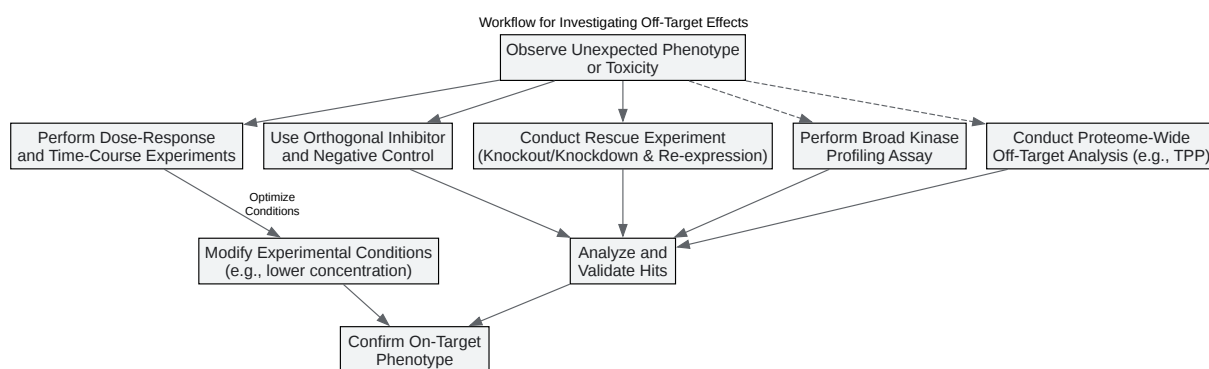 Workflow for Investigating Off-Target Effects
Observe Unexpected Phenotype
or Toxicity
Perform Dose-Response
and Time-Course Experiments
Use Orthogonal Inhibitor
and Negative Control
Conduct Rescue Experiment
(Knockout/Knockdown & Re-expression)
Perform Broad Kinase
Profiling Assay
Conduct Proteome-Wide
Off-Target Analysis (e.g., TPP)
Optimize
Conditions
Modify Experimental Conditions
(e.g., lower concentration)
Analyze and
Validate Hits
Confirm On-Target
Phenotype